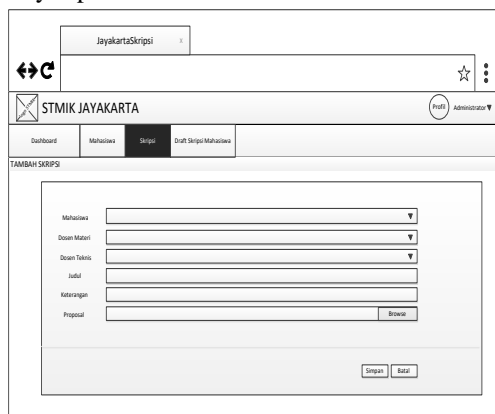 JayakartaSkripsi x
STMIK JAYAKARTA
Profil Administrator
Dashboard Mahasiswa Skripsi Draft Skripsi Mahasiswa
TAMBAH SKRIPSI
Mahasiswa
Dosen Materi
Dosen Teknis
Judul
Keterangan
Proposal Browse
Simpan Batal